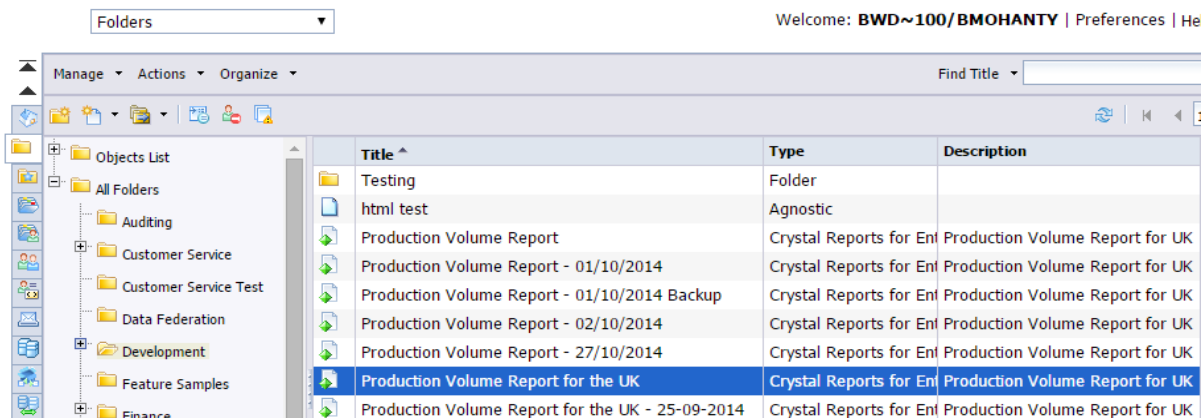 Folders
Welcome: BWD~100/BMOHANTY | Preferences | He
Manage Actions Organize
Find Title
Objects List
All Folders
Auditing
Customer Service
Customer Service Test
Data Federation
Development
Feature Samples
Finance
Title Type Description
Testing Folder
html test Agnostic
Production Volume Report Crystal Reports for Ent Production Volume Report for UK
Production Volume Report - 01/10/2014 Crystal Reports for Ent Production Volume Report for UK
Production Volume Report - 01/10/2014 Backup Crystal Reports for Ent Production Volume Report for UK
Production Volume Report - 02/10/2014 Crystal Reports for Ent Production Volume Report for UK
Production Volume Report - 27/10/2014 Crystal Reports for Ent Production Volume Report for UK
Production Volume Report for the UK Crystal Reports for Ent Production Volume Report for UK
Production Volume Report for the UK - 25-09-2014 Crystal Reports for Ent Production Volume Report for UK